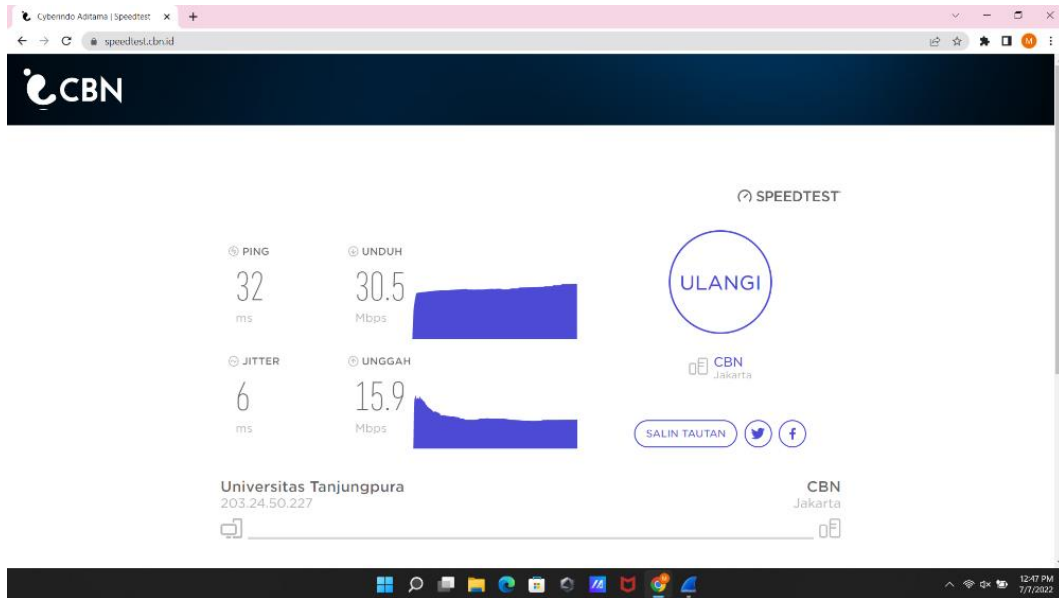 Cyberindo Aditama | Speedtest
speedtest.cbn.id
M
CBN
SPEEDTEST
PING
32
ms
UNDUH
30.5
Mbps
ULANGI
JITTER
6
ms
UNGGAH
15.9
Mbps
CBN
Jakarta
SALIN TAUTAN
Universitas Tanjungpura
203.24.50.227
CBN
Jakarta
12:47 PM
7/7/2022